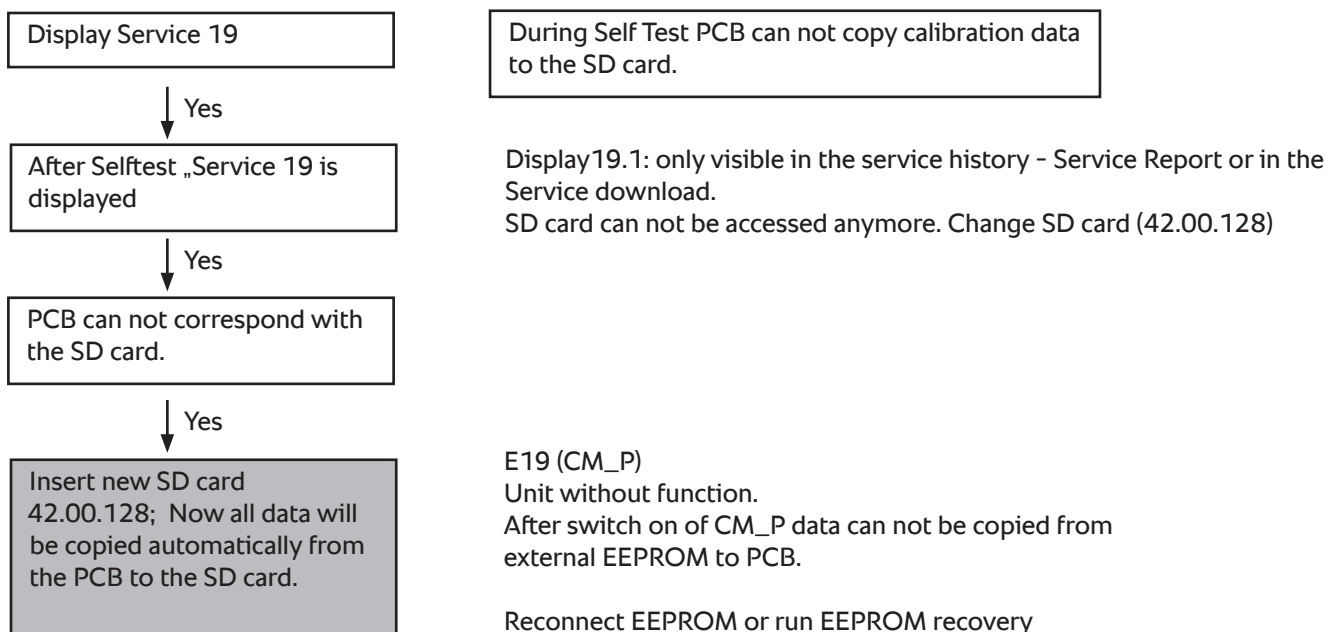 Display Service 19
During Self Test PCB can not copy calibration data
to the SD card.
Yes
After Selftest „Service 19 is
displayed
Display19.1: only visible in the service history - Service Report or in the
Service download.
SD card can not be accessed anymore. Change SD card (42.00.128)
Yes
PCB can not correspond with
the SD card.
Yes
Insert new SD card
42.00.128;  Now all data will
be copied automatically from
the PCB to the SD card.
E19 (CM_P)
Unit without function.
After switch on of CM_P data can not be copied from
external EEPROM to PCB.
Reconnect EEPROM or run EEPROM recovery